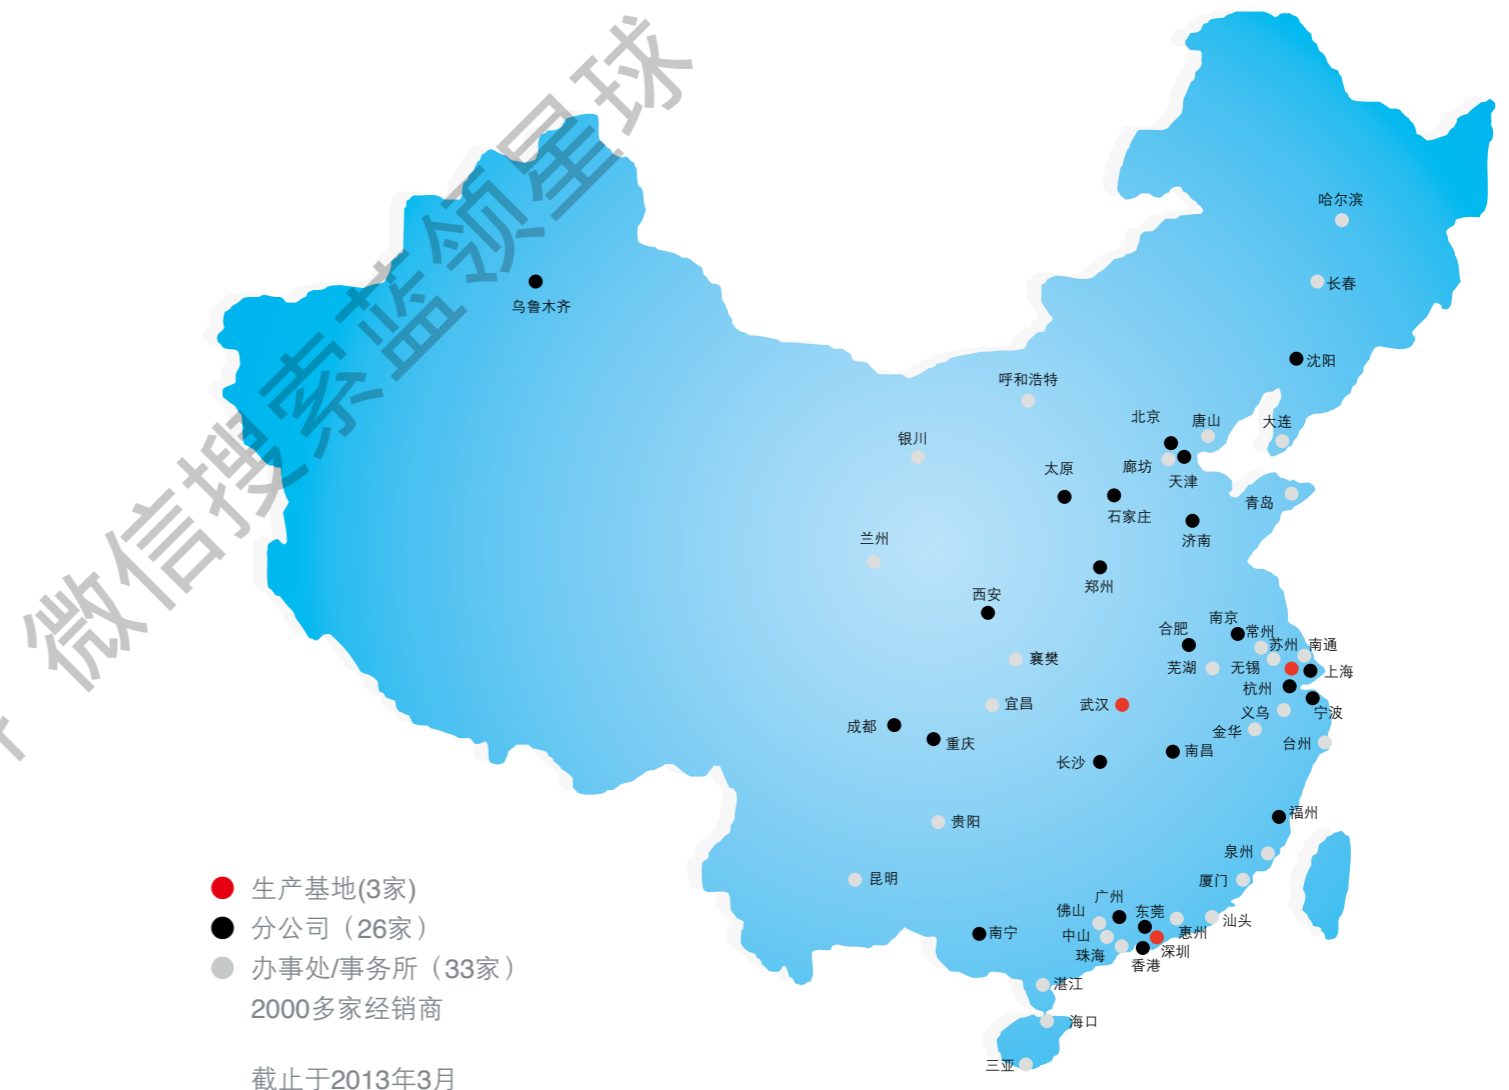 微信搜索蓝领星球
哈尔滨
长春
乌鲁木齐
沈阳
呼和浩特
北京
唐山
大连
银川
太原
廊坊
天津
青岛
石家庄
济南
兰州
郑州
西安
南京
合肥
常州
苏州
南通
襄樊
芜湖
无锡
上海
杭州
宜昌
武汉
义乌
宁波
成都
重庆
金华
台州
长沙
南昌
福州
贵阳
泉州
昆明
厦门
广州
佛山
东莞
汕头
南宁
中山
惠州
珠海
深圳
香港
湛江
海口
三亚
生产基地(3家)
分公司（26家）
办事处/事务所（33家）
2000多家经销商
截止于2013年3月